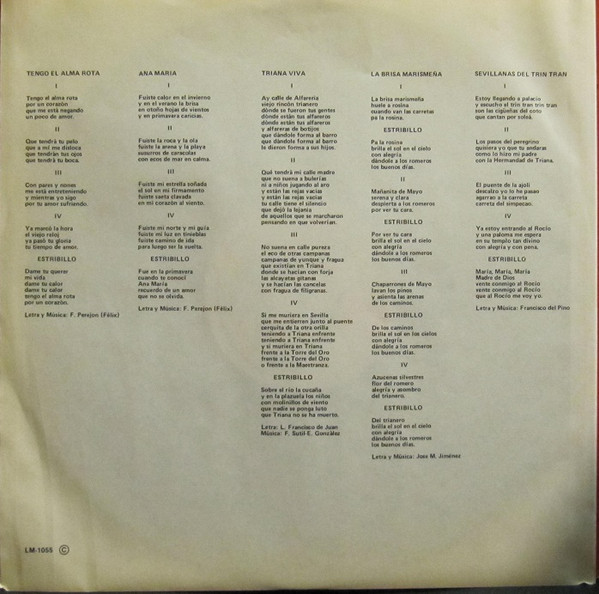 TENGO EL ALMA ROTA
I
Tengo el alma rota
por un corazón
que me está negando
un poco de amor.
II
Que tendrá tu pelo
que a mí me disloca
que tendrán tus ojos
que tendrá tu boca.
III
Con pares y nones
me está entreteniendo
y mientras yo sigo
por tu amor sufriendo.
IV
Ya marcó la hora
el viejo reloj
ya pasó tu gloria
tu tiempo de amor.
ESTRIBILLO
Dame tu querer
mi vida
dame tu calor
dame tu calor
tengo el alma rota
por un corazón.
Letra y Música: F. Perejon (Félix)
ANA MARIA
I
Fuiste calor en el invierno
y en el verano la brisa
en otoño hojas de vientos
y en primavera caricias.
II
Fuiste la roca y la ola
fuiste la arena y la playa
susurros de caracolas
con ecos de mar en calma.
III
Fuiste mi estrella soñada
el sol en mi firmamento
fuiste saeta clavada
en mi corazón al viento.
IV
Fuiste mi norte y mi guía
fuiste mi luz en tinieblas
fuiste camino de ida
para luego ser la vuelta.
ESTRIBILLO
Fue en la primavera
cuando te conocí
Ana María
recuerdo de un amor
que no se olvida.
Letra y Música: F. Perejon (Félix)
TRIANA VIVA
I
Ay calle de Alfarería
viejo rincón trianero
dónde se fueron tus gentes
dónde están tus alfareros
dónde están tus alfareros
y alfareras de botijos
que dándole forma al barro
que dándole forma al barro
le dieron forma a sus hijos.
II
Qué tendrá mi calle madre
que no suena a bulerías
ni a niños jugando al aro
y están las rejas vacías
y están las rejas vacías
tu calle tiene el silencio
que dejó la lejanía
de aquellos que se marcharon
pensando en que volverían.
III
No suena en calle pureza
el eco de otras campanas
campanas de yunque y fragua
que existían en Triana
donde se hacían con forja
las alcayatas gitanas
y se hacían las cancelas
con fragua de filigranas.
IV
Si me muriera en Sevilla
que me entierren junto al puente
cerquita de la otra orilla
teniendo a Triana enfrente
teniendo a Triana enfrente
y si muriera en Triana
frente a la Torre del Oro
frente a la Torre del Oro
o frente a la Maestranza.
ESTRIBILLO
Sobre el río la cucaña
y en la plazuela los niños
con molinillos de viento
que nadie se ponga luto
que Triana no se ha muerto.
Letra: L. Francisco de Juan
Música: F. Sutil-E. González
LA BRISA MARISMEÑA
I
La brisa marismeña
huele a rosina
cuando van las carretas
pa la rosina.
ESTRIBILLO
Pa la rosina
brilla el sol en el cielo
con alegría
dándole a los romeros
los buenos días.
II
Mañanita de Mayo
serena y clara
despierta a los romeros
por ver tu cara.
ESTRIBILLO
Por ver tu cara
brilla el sol en el cielo
con alegría
dándole a los romeros
los buenos días.
III
Chaparrones de Mayo
lavan los pinos
y asienta las arenas
de los caminos.
ESTRIBILLO
De los caminos
brilla el sol en los cielos
con alegría
dándole a los romeros
los buenos días.
IV
Azucenas silvestres
flor del romero
alegría y asombro
del trianero.
ESTRIBILLO
Del trianero
brilla el sol en el cielo
con alegría
dándole a los romeros
los buenos días.
Letra y Música: Jose M. Jiménez
SEVILLANAS DEL TRIN TRAN
I
Estoy llegando a palacio
y escucho el trin tran trin tran
son las cigüeñas del coto
que cantan por soleá.
II
Los pasos del peregrino
quisiera yo que tu andaras
como lo hizo mi padre
con la Hermandad de Triana.
III
El puente de la ajolí
descalzo yo lo he pasao
agarrao a la carreta
carreta del simpecao.
IV
Ya estoy entrando al Rocío
y una paloma me espera
en su templo tan divino
con alegría y con pena.
ESTRIBILLO
María, María, María
Madre de Dios
vente conmigo al Rocío
vente conmigo al Rocío
que al Rocío me voy yo.
Letra y Música: Francisco del Pino
LM-1055 ©